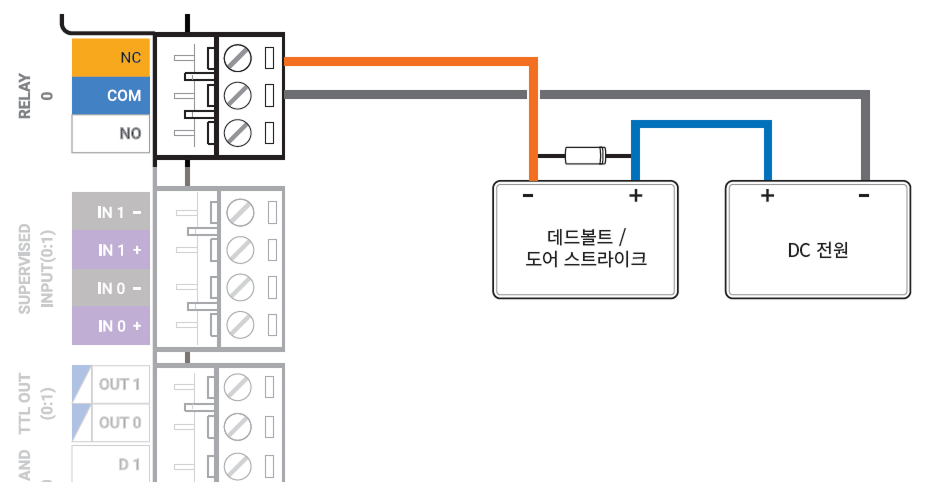 RELAY
0
NC
COM
NO
SUPERVISED
INPUT(0:1)
IN 1 −
IN 1 +
IN 0 −
IN 0 +
TTL OUT
(0:1)
OUT 1
OUT 0
AND
D 1
− +
데드볼트 /
도어 스트라이크
+ −
DC 전원